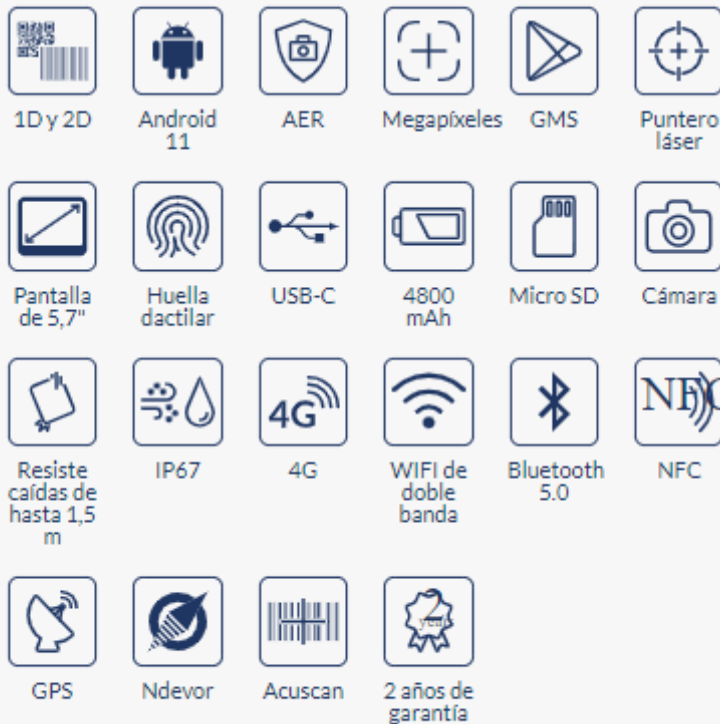 1D y 2D
Android
11
AER
Megapíxeles
GMS
Puntero
láser
Pantalla
de 5,7"
Huella
dactilar
USB-C
4800
mAh
Micro SD
Cámara
4G
NFC
Resiste
caídas de
hasta 1,5
m
IP67
4G
WIFI de
doble
banda
Bluetooth
5.0
NFC
2
year
GPS
Ndevor
Acuscan
2 años de
garantía